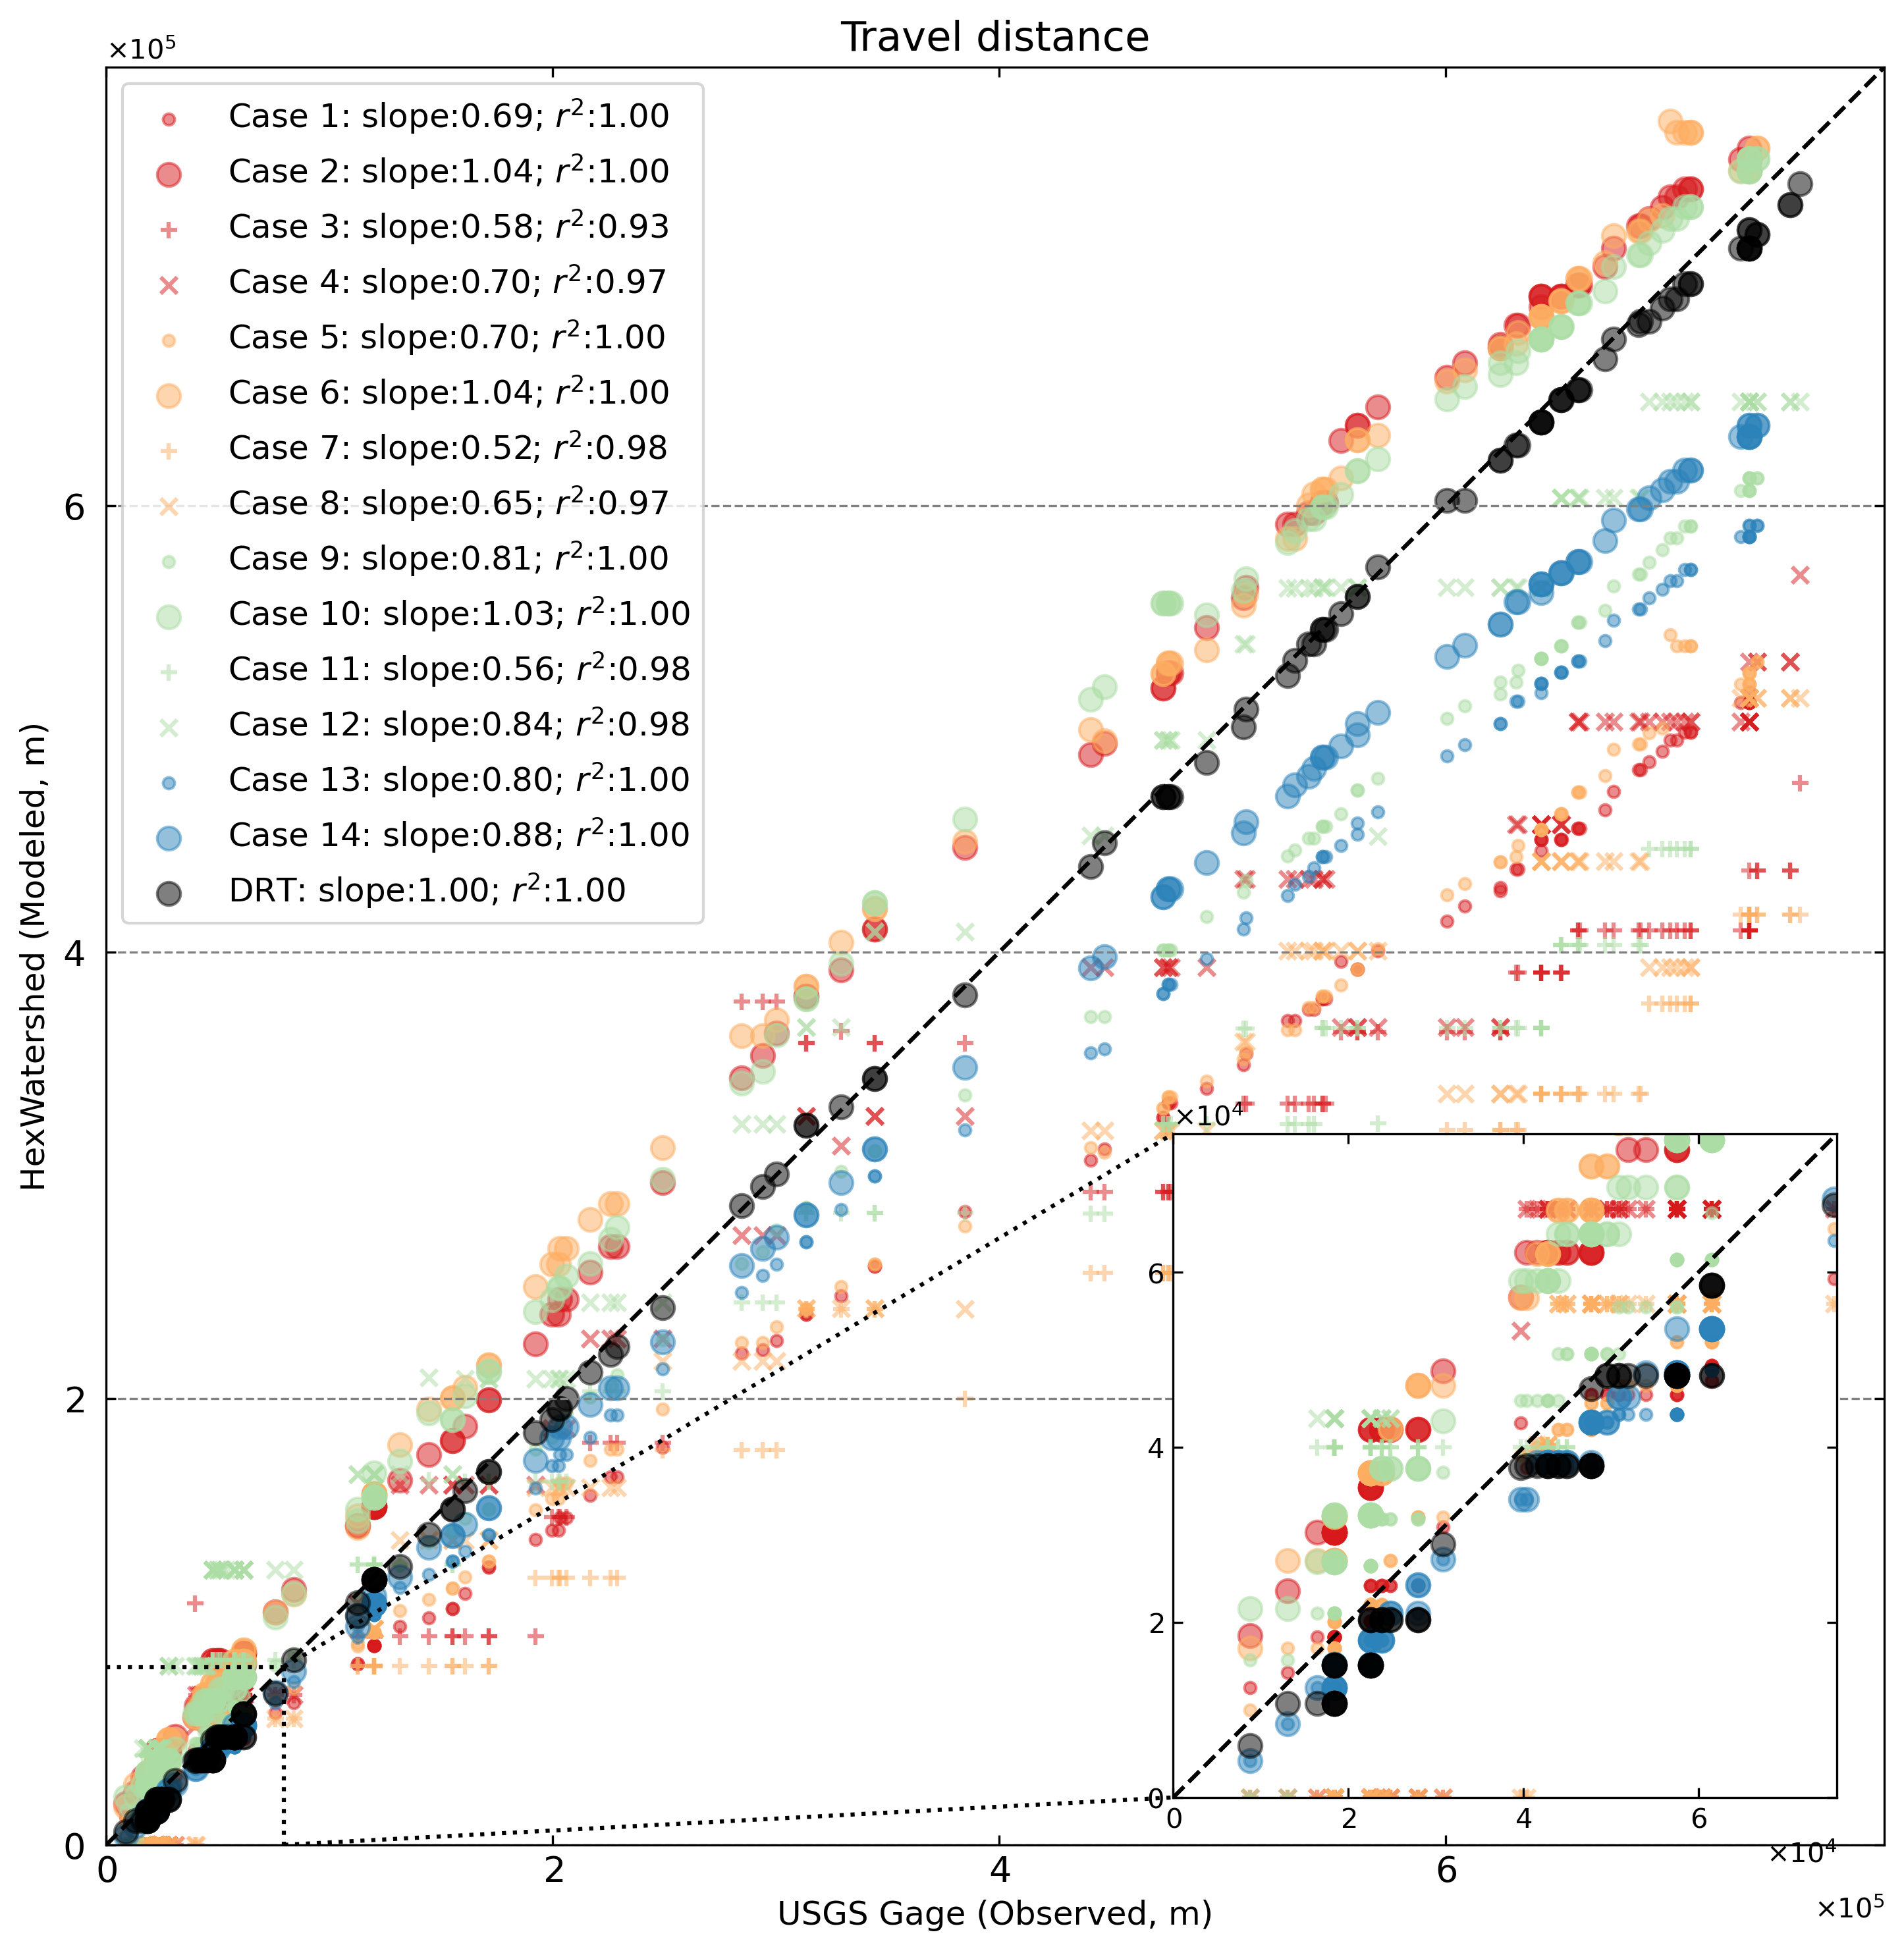 Travel distance
×10⁵
Case 1: slope:0.69; r²:1.00
Case 2: slope:1.04; r²:1.00
Case 3: slope:0.58; r²:0.93
Case 4: slope:0.70; r²:0.97
Case 5: slope:0.70; r²:1.00
Case 6: slope:1.04; r²:1.00
Case 7: slope:0.52; r²:0.98
Case 8: slope:0.65; r²:0.97
Case 9: slope:0.81; r²:1.00
Case 10: slope:1.03; r²:1.00
Case 11: slope:0.56; r²:0.98
Case 12: slope:0.84; r²:0.98
Case 13: slope:0.80; r²:1.00
Case 14: slope:0.88; r²:1.00
DRT: slope:1.00; r²:1.00
6
4
2
0
HexWatershed (Modeled, m)
×10⁴
6
4
2
0
0 2 4 6
×10⁴
0 2 4 6
USGS Gage (Observed, m)
×10⁵